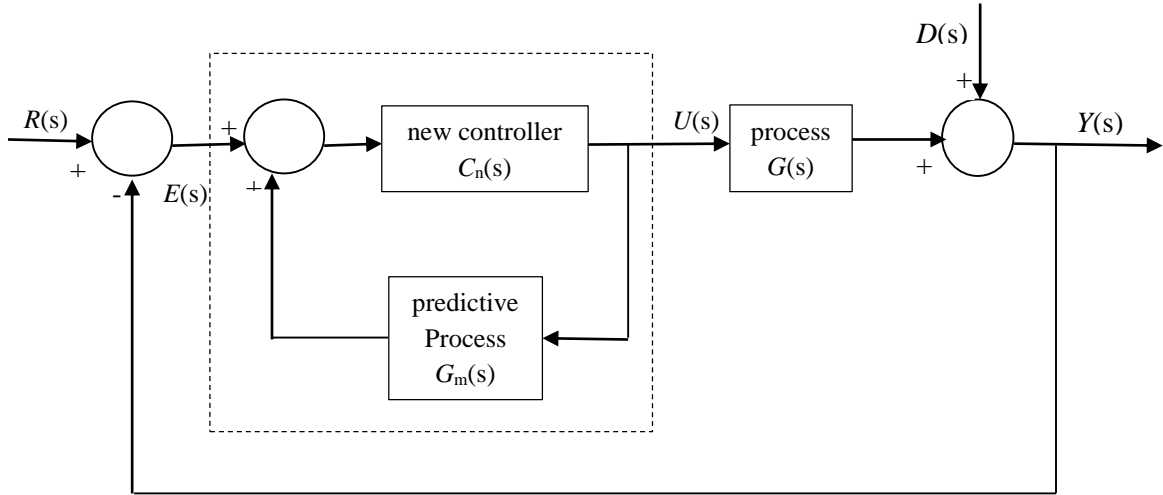 D(s)
+
R(s)
+
-
E(s)
+
+
new controller
Cn(s)
U(s)
process
G(s)
+
Y(s)
predictive
Process
Gm(s)